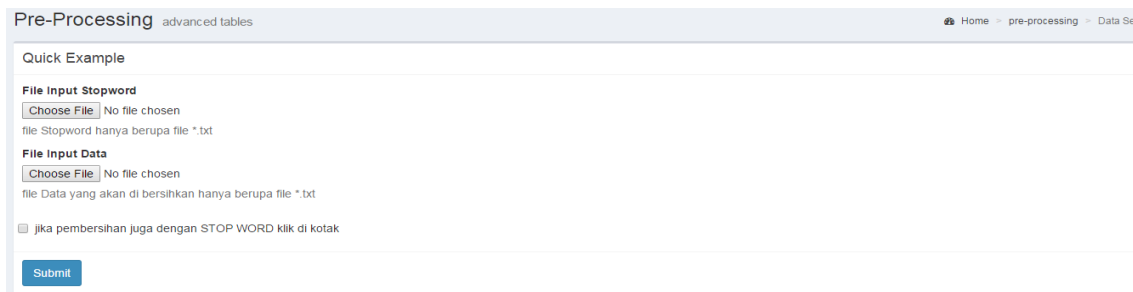 Pre-Processing advanced tables
Home > pre-processing > Data Se
Quick Example
File Input Stopword
Choose File No file chosen
file Stopword hanya berupa file *.txt
File Input Data
Choose File No file chosen
file Data yang akan di bersihkan hanya berupa file *.txt
jika pembersihan juga dengan STOP WORD klik di kotak
Submit